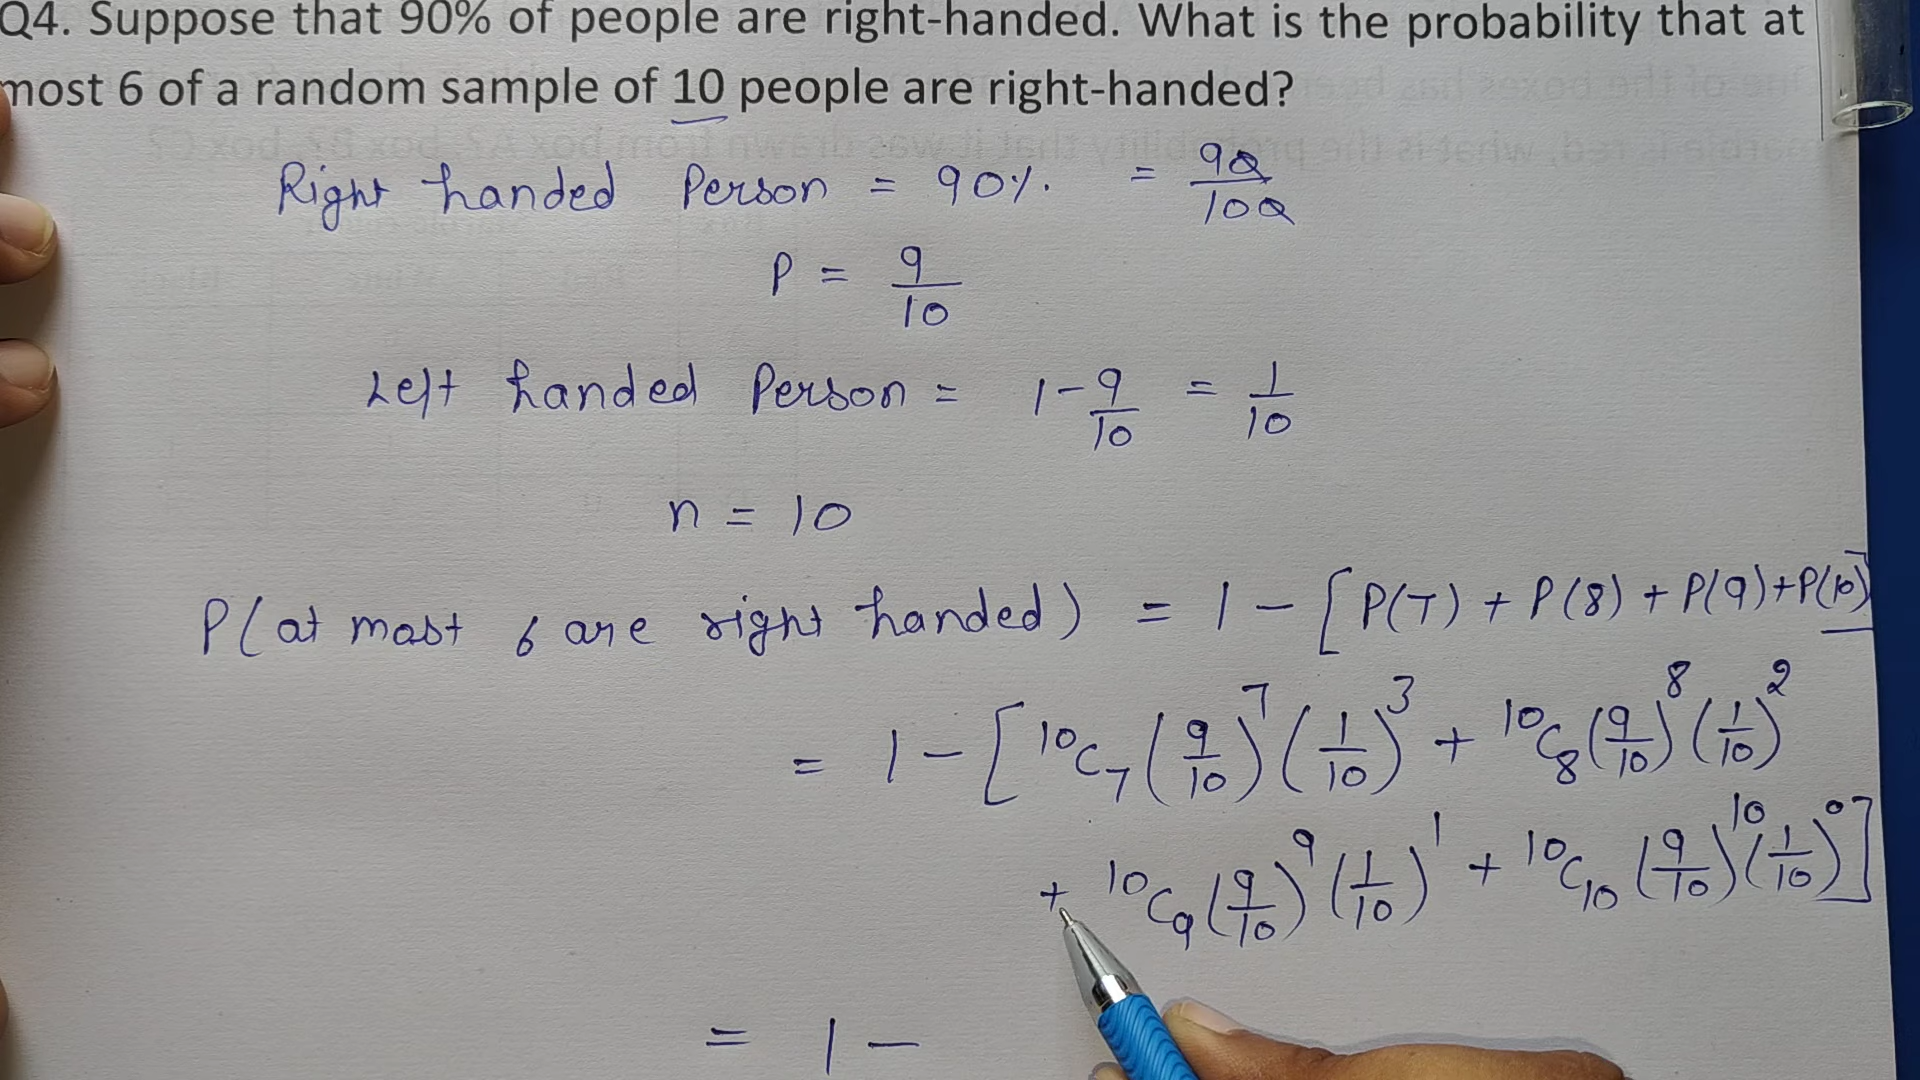 Q4. Suppose that 90% of people are right-handed. What is the probability that at
most 6 of a random sample of 10 people are right-handed?
Right handed Person = 90%. = 90/100
P = 9/10
Left handed Person = 1 - 9/10 = 1/10
n = 10
P(at most 6 are right handed) = 1 - [P(7) + P(8) + P(9) + P(10)]
= 1 - [¹⁰C₇ (9/10)⁷ (1/10)³ + ¹⁰C₈ (9/10)⁸ (1/10)²
+ ¹⁰C₉ (9/10)⁹ (1/10)¹ + ¹⁰C₁₀ (9/10)¹⁰ (1/10)⁰]
= 1 -